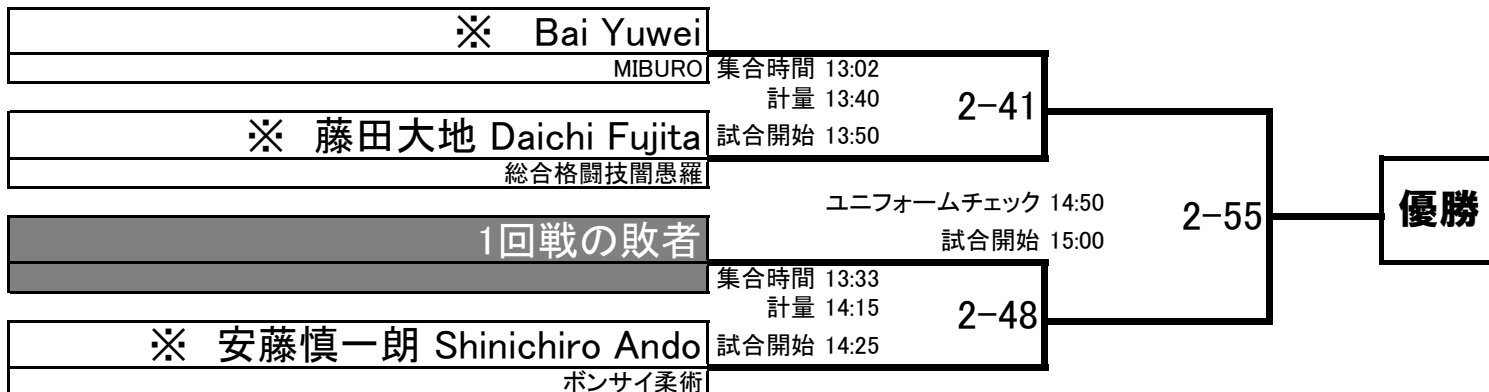 ※ Bai Yuwei
MIBURO
集合時間 13:02
計量 13:40
2-41
※ 藤田大地 Daichi Fujita
試合開始 13:50
総合格闘技闇愚羅
ユニフォームチェック 14:50
2-55
優勝
1回戦の敗者
試合開始 15:00
集合時間 13:33
計量 14:15
2-48
※ 安藤慎一朗 Shinichiro Ando
試合開始 14:25
ボンサイ柔術